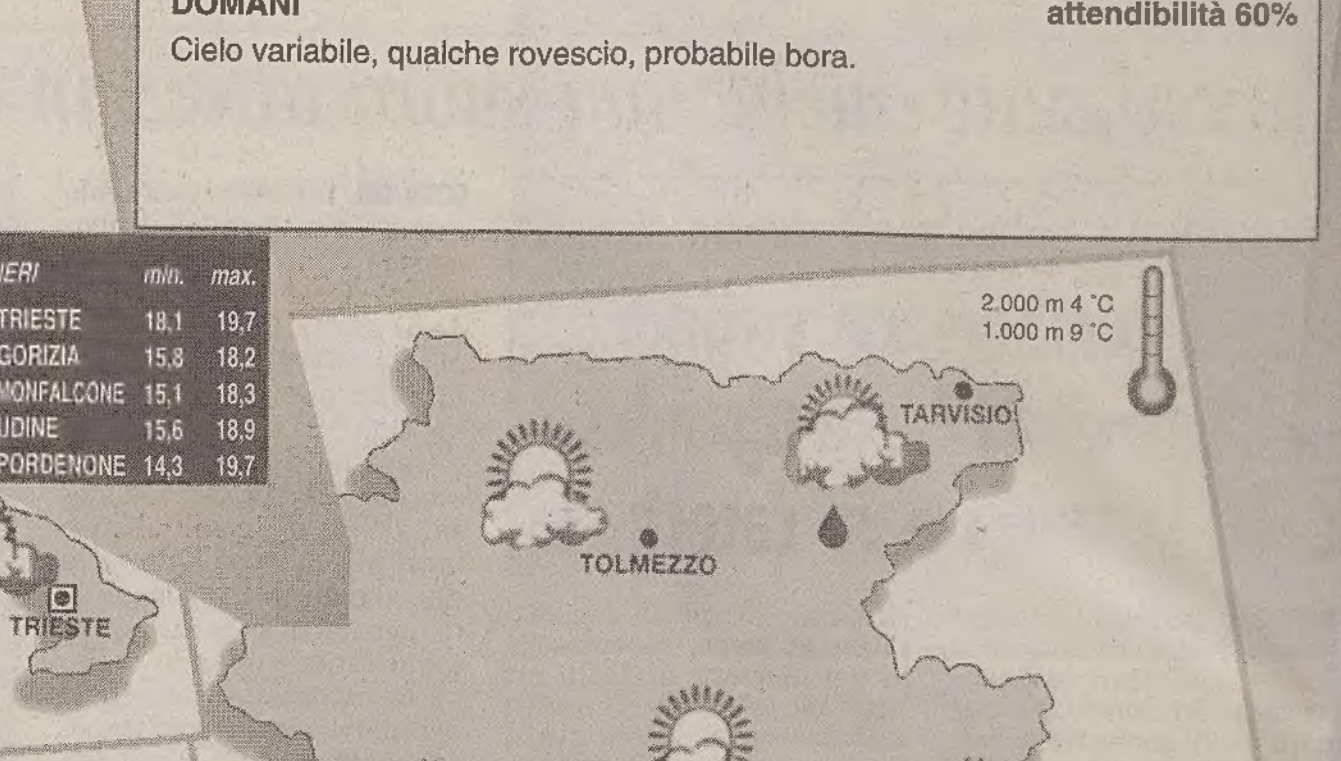 DOMANI
attendibilità 60%
Cielo variabile, qualche rovescio, probabile bora.
IERI min. max.
TRIESTE 18,1 19,7
GORIZIA 15,8 18,2
MONFALCONE 15,1 18,3
UDINE 15,6 18,9
PORDENONE 14,3 19,7
2.000 m 4 °C
1.000 m 9 °C
TARVISIO
TOLMEZZO
TRIESTE